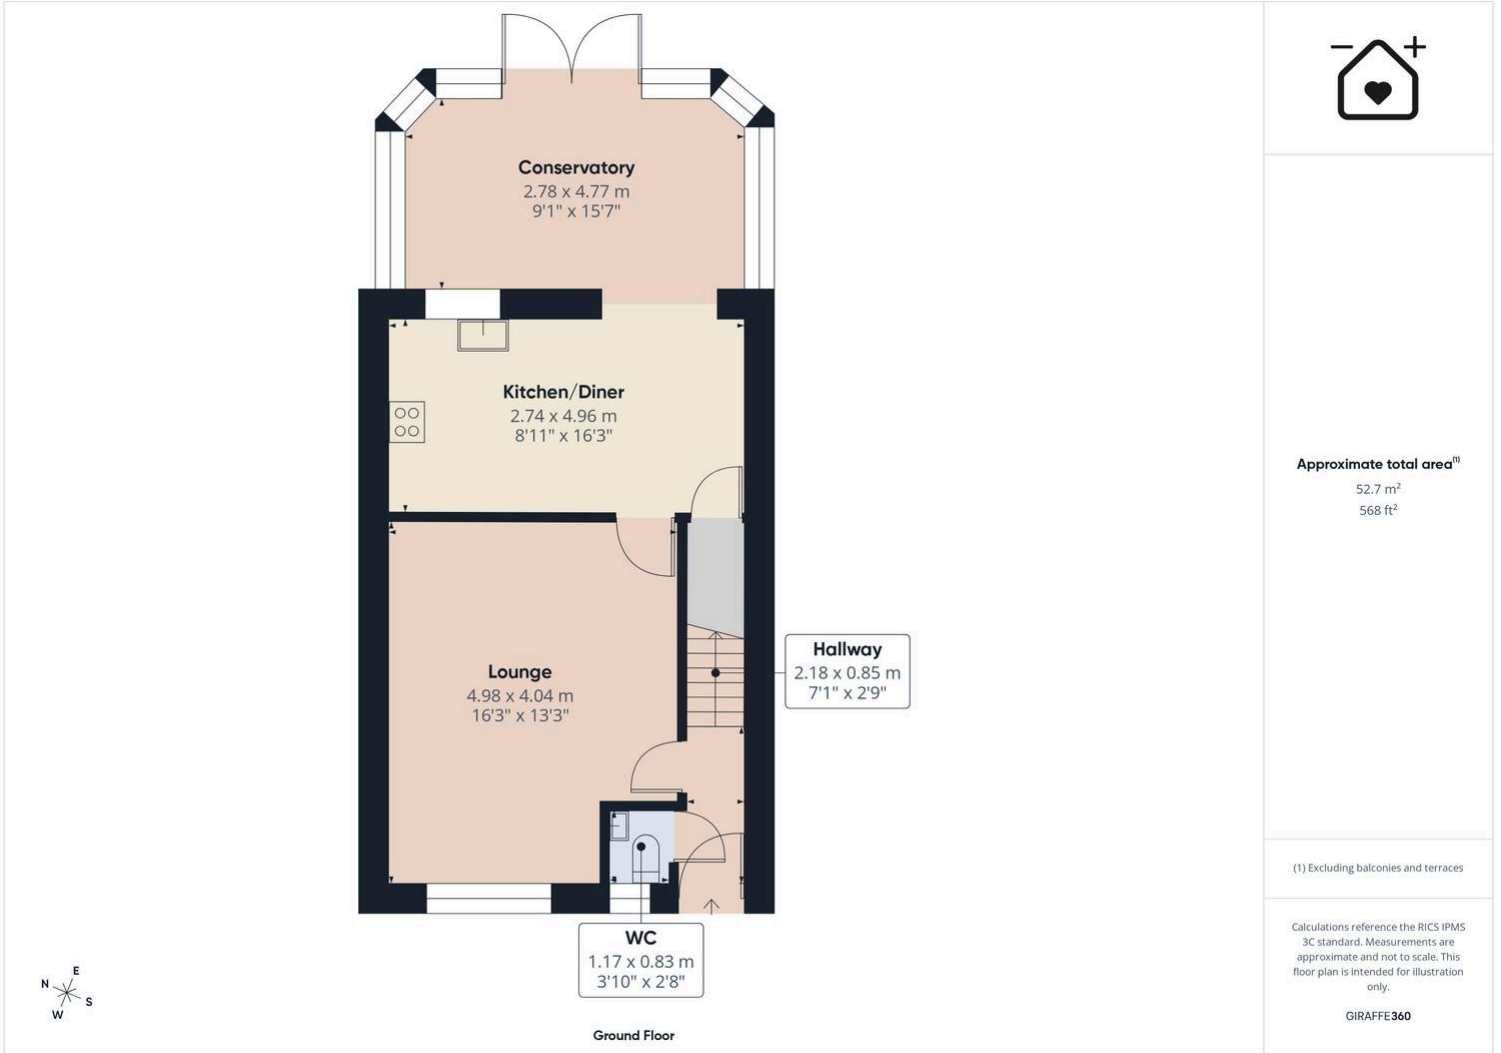 Conservatory
2.78 x 4.77 m
9'1" x 15'7"
Kitchen/Diner
2.74 x 4.96 m
8'11" x 16'3"
Lounge
4.98 x 4.04 m
16'3" x 13'3"
Hallway
2.18 x 0.85 m
7'1" x 2'9"
WC
1.17 x 0.83 m
3'10" x 2'8"
E
N
S
W
Ground Floor
Approximate total area(1)
52.7 m²
568 ft²
(1) Excluding balconies and terraces
Calculations reference the RICS IPMS
3C standard. Measurements are
approximate and not to scale. This
floor plan is intended for illustration
only.
GIRAFFE360